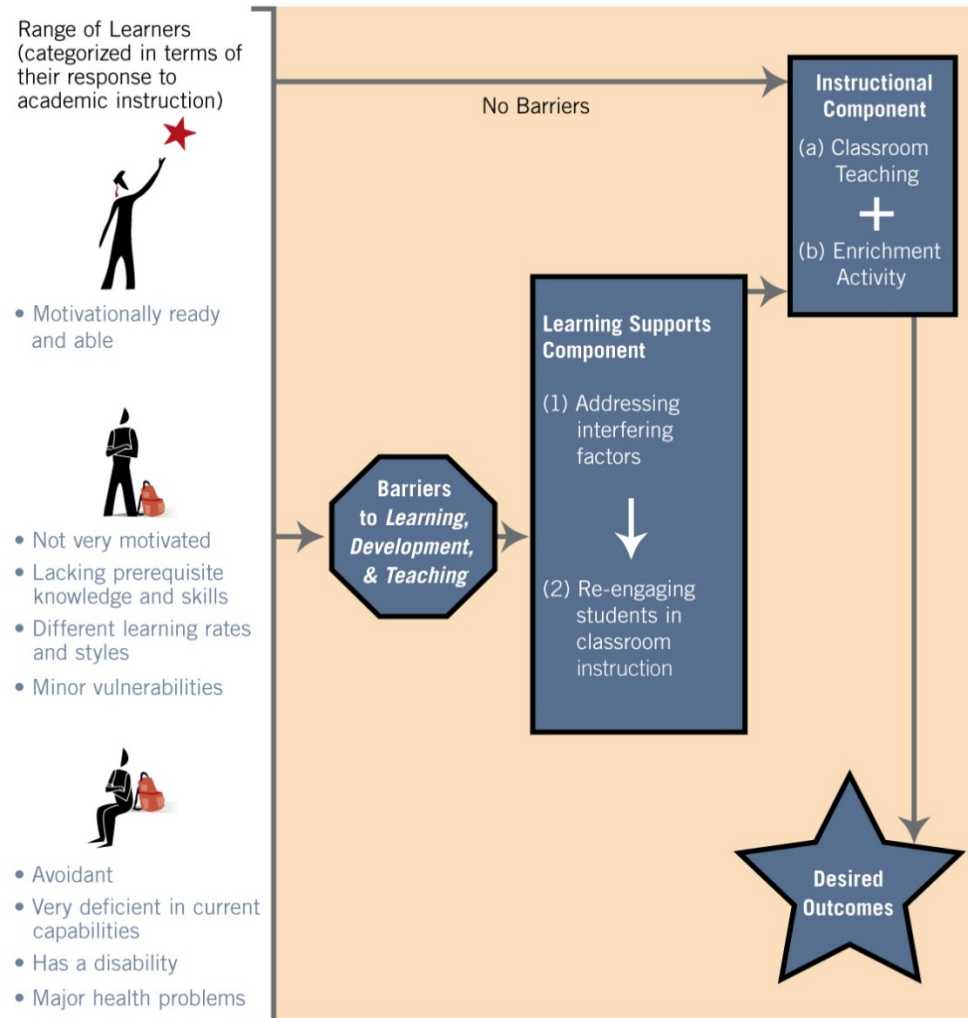 Range of Learners
(categorized in terms of
their response to
academic instruction)
• Motivationally ready
and able
• Not very motivated
• Lacking prerequisite
knowledge and skills
• Different learning rates
and styles
• Minor vulnerabilities
• Avoidant
• Very deficient in current
capabilities
• Has a disability
• Major health problems
No Barriers
Barriers
to Learning,
Development,
& Teaching
Learning Supports
Component
(1) Addressing
interfering
factors
(2) Re-engaging
students in
classroom
instruction
Instructional
Component
(a) Classroom
Teaching
+
(b) Enrichment
Activity
Desired
Outcomes